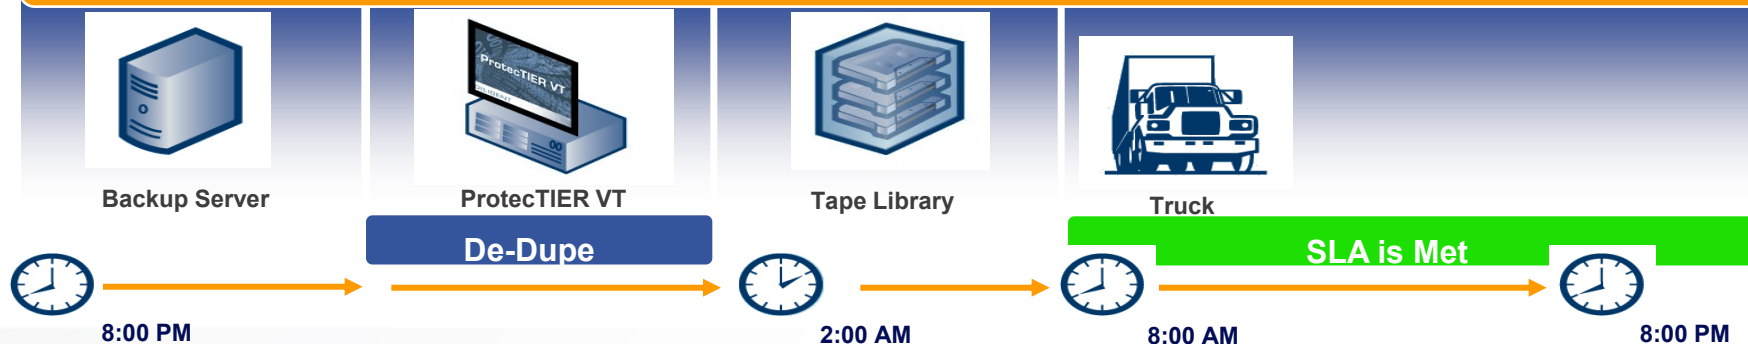 ProtecTIER VT
DILIGENT
Backup Server
ProtecTIER VT
Tape Library
Truck
De-Dupe
SLA is Met
8:00 PM
2:00 AM
8:00 AM
8:00 PM